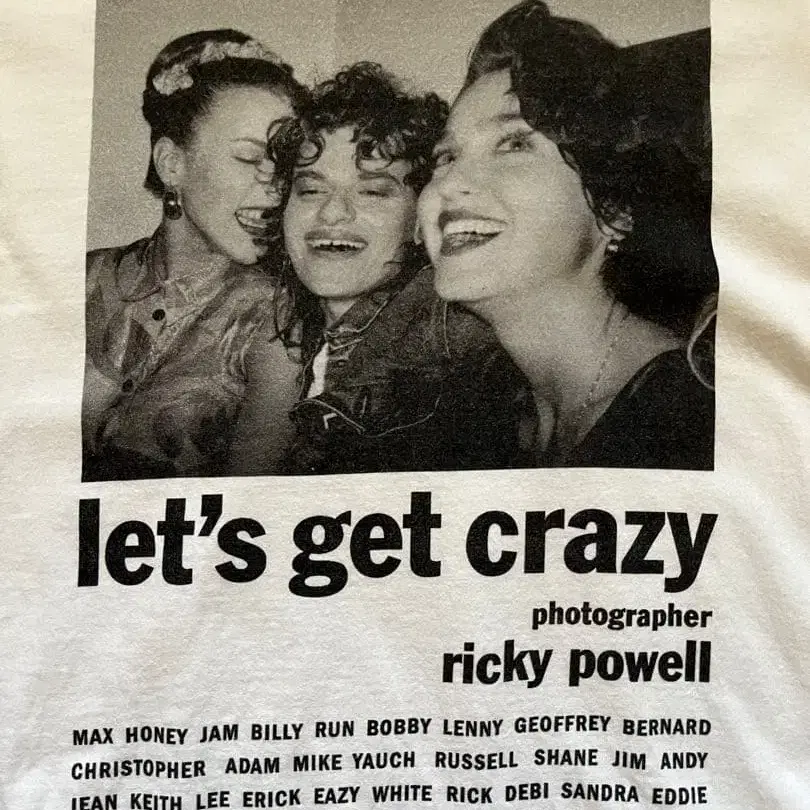 let's get crazy
photographer
ricky powell
MAX HONEY JAM BILLY RUN BOBBY LENNY GEOFFREY BERNARD
CHRISTOPHER ADAM MIKE YAUCH RUSSELL SHANE JIM ANDY
JEAN KEITH LEE ERICK EAZY WHITE RICK DEBI SANDRA EDDIE